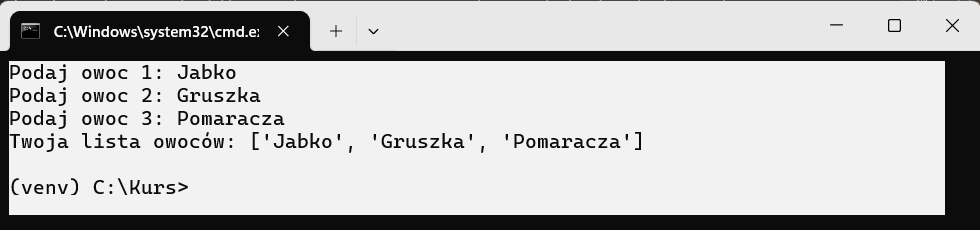 C:\Windows\system32\cmd.e
Podaj owoc 1: Jabko
Podaj owoc 2: Gruszka
Podaj owoc 3: Pomaracza
Twoja lista owoców: ['Jabko', 'Gruszka', 'Pomaracza']
(venv) C:\Kurs>